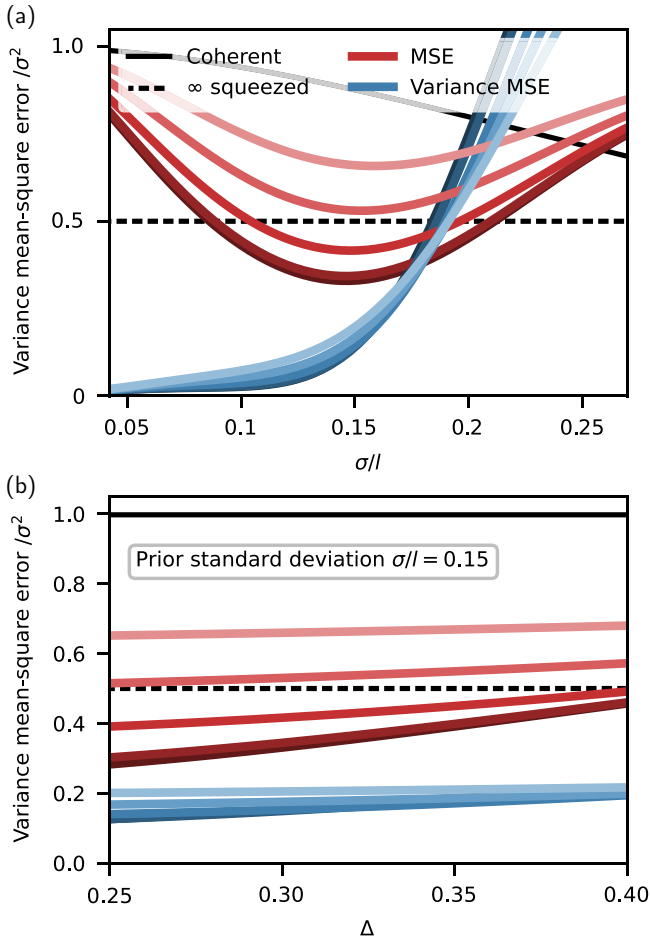 (a)
Variance mean-square error /σ²
1.0
0.5
0
Coherent
∞ squeezed
MSE
Variance MSE
0.05
0.1
0.15
0.2
0.25
σ/l
(b)
Variance mean-square error /σ²
1.0
0.8
0.6
0.4
0.2
0.0
Prior standard deviation σ/l = 0.15
0.25
0.30
0.35
0.40
Δ